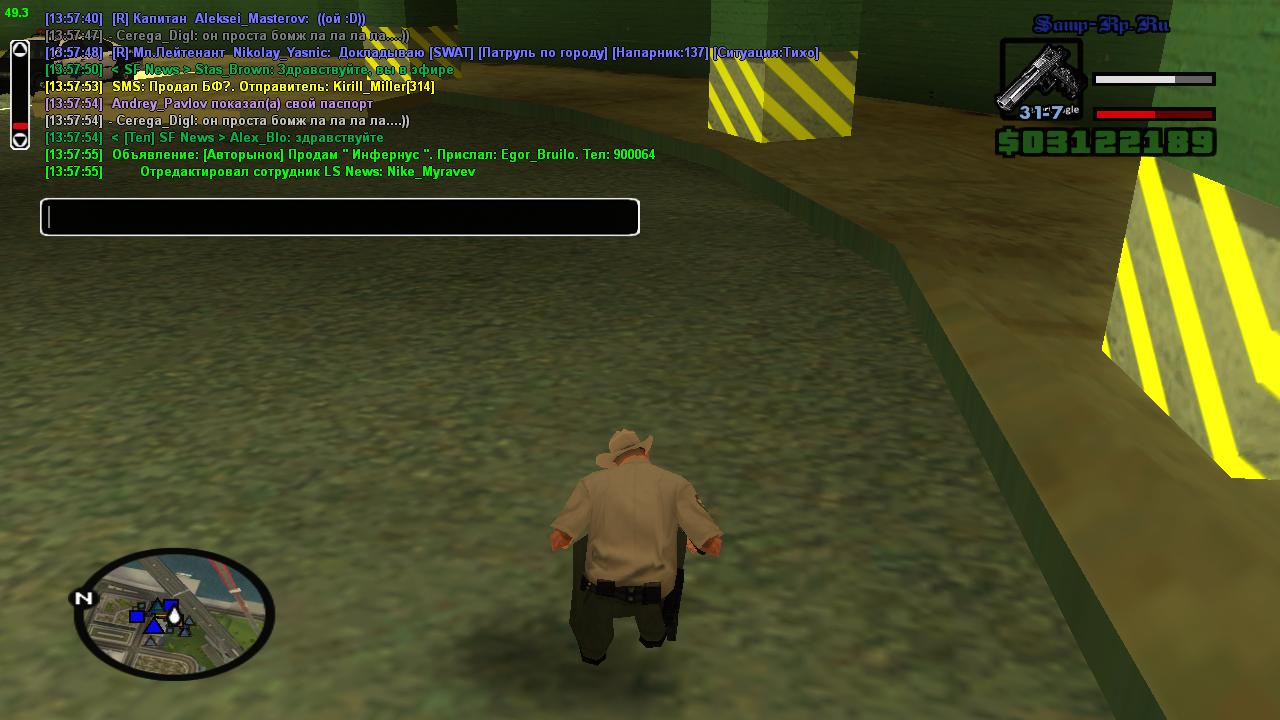 49.3
[13:57:40] [R] Капитан Aleksei_Masterov: ((ой :D))
Samp-Rp.Ru
[13:57:47] - Cerega_Digl: он проста бомж ла ла ла ла....))
[13:57:48] [R] Мл.Лейтенант Nikolay_Yasnic: Докладываю [SWAT] [Патруль по городу] [Напарник:137] [Ситуация:Тихо]
[13:57:50] < SF News > Stas_Brown: Здравствуйте, вы в эфире
[13:57:53] SMS: Продал БФ?. Отправитель: Kirill_Miller[314]
[13:57:54] Andrey_Pavlov показал(а) свой паспорт
31-7
[13:57:54] - Cerega_Digl: он проста бомж ла ла ла ла....))
[13:57:54] < [Тел] SF News > Alex_Blo: здравствуйте
$03122189
[13:57:55] Объявление: [Авторынок] Продам " Инфернус ". Прислал: Egor_Bruilo. Тел: 900064
[13:57:55] Отредактировал сотрудник LS News: Nike_Myravev
N